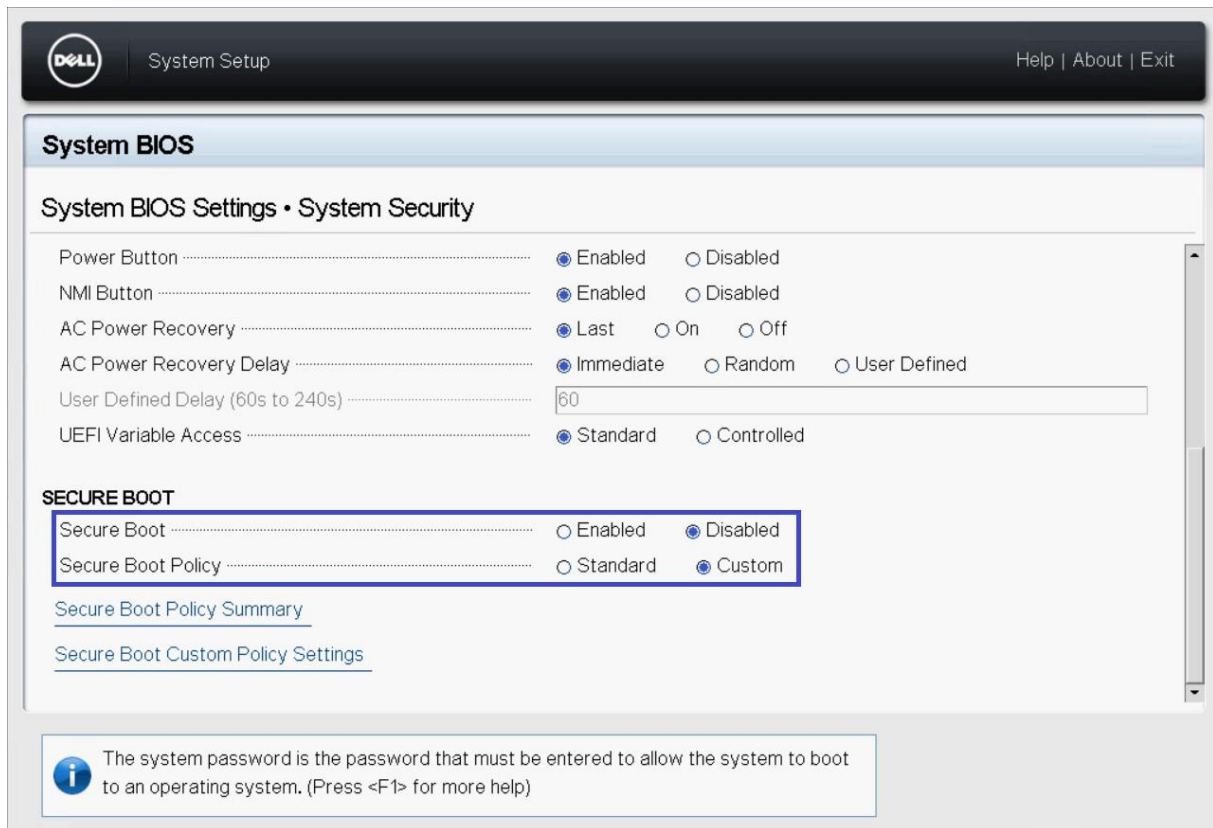 DELL System Setup Help | About | Exit
System BIOS
System BIOS Settings • System Security
Power Button Enabled Disabled
NMI Button Enabled Disabled
AC Power Recovery Last On Off
AC Power Recovery Delay Immediate Random User Defined
User Defined Delay (60s to 240s) 60
UEFI Variable Access Standard Controlled
SECURE BOOT
Secure Boot Enabled Disabled
Secure Boot Policy Standard Custom
Secure Boot Policy Summary
Secure Boot Custom Policy Settings
The system password is the password that must be entered to allow the system to boot
to an operating system. (Press <F1> for more help)